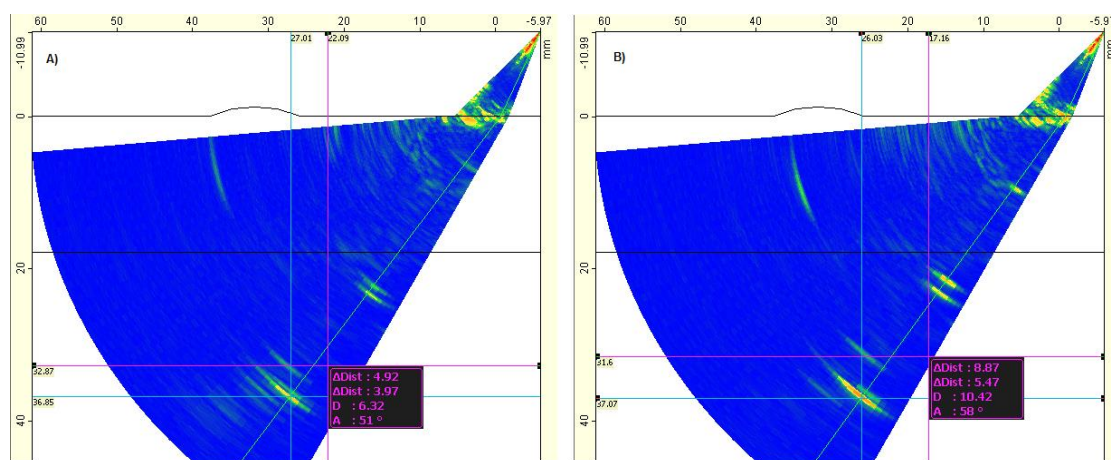 60 50 40 30 20 10 0 -5.97
-10.99
A)
27.01 22.09
mm
0
20
32.87
36.85
40
ΔDist : 4.92
ΔDist : 3.97
D : 6.32
A : 51 °
60 50 40 30 20 10 0 -5.9
-10.99
B)
26.03 17.16
mm
0
20
31.6
37.07
40
ΔDist : 8.87
ΔDist : 5.47
D : 10.42
A : 58 °